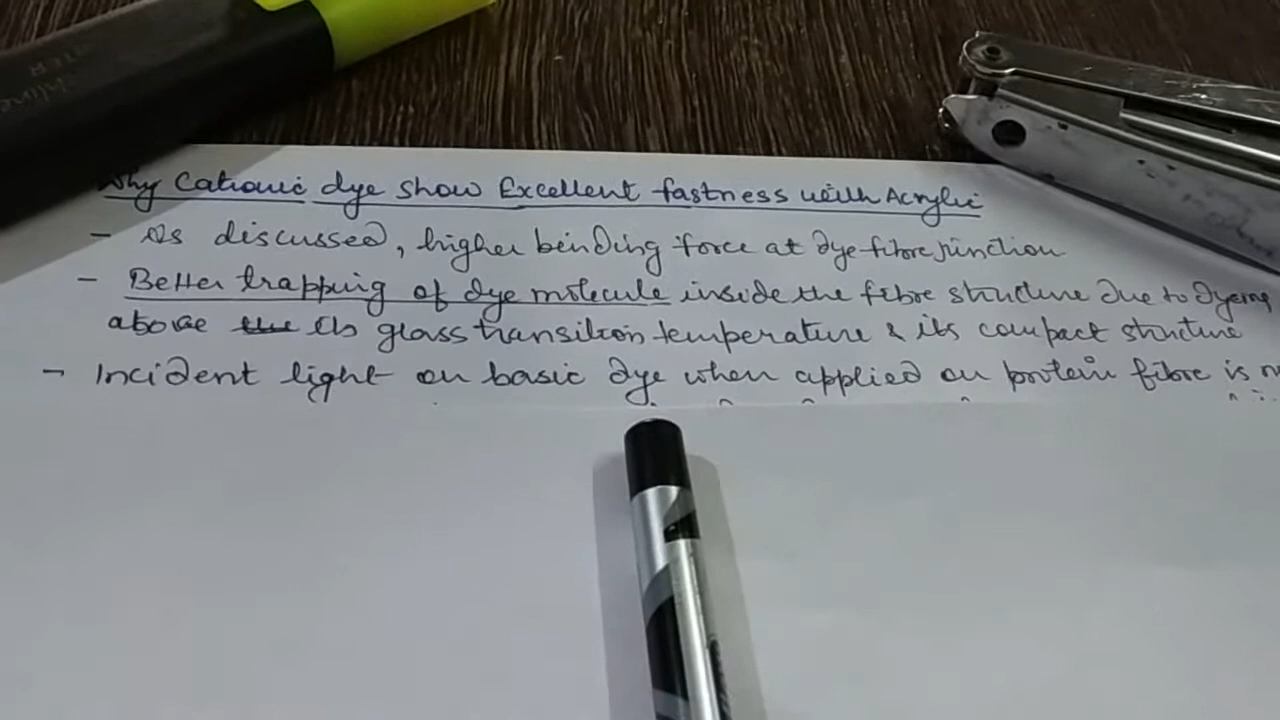 Why Cationic dye show Excellent fastness with Acrylic
- As discussed, higher binding force at dye fibre junction
- Better trapping of dye molecule inside the fibre structure due to dyeing
above its glass transition temperature & its compact structure
- Incident light on basic dye when applied on protein fibre is